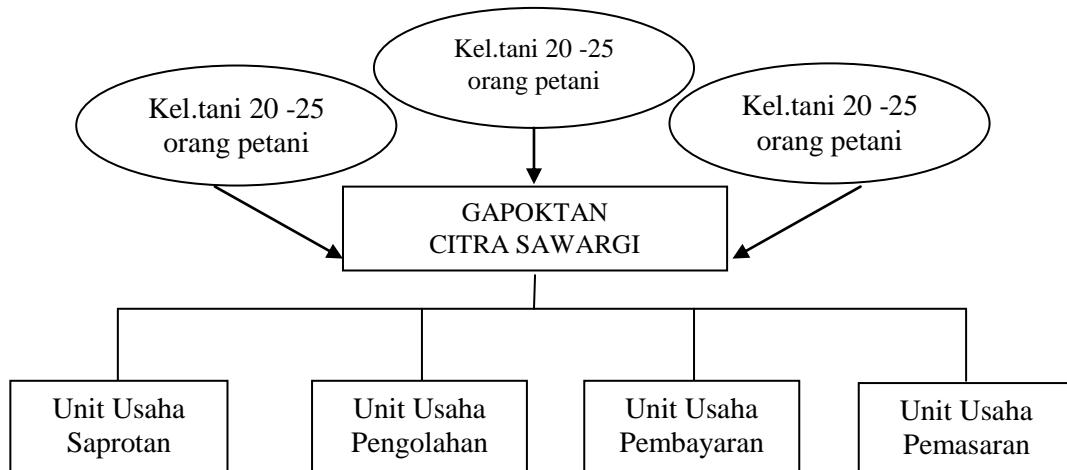 Kel.tani 20 -25
orang petani
Kel.tani 20 -25
orang petani
Kel.tani 20 -25
orang petani
GAPOKTAN
CITRA SAWARGI
Unit Usaha
Saprotan
Unit Usaha
Pengolahan
Unit Usaha
Pembayaran
Unit Usaha
Pemasaran